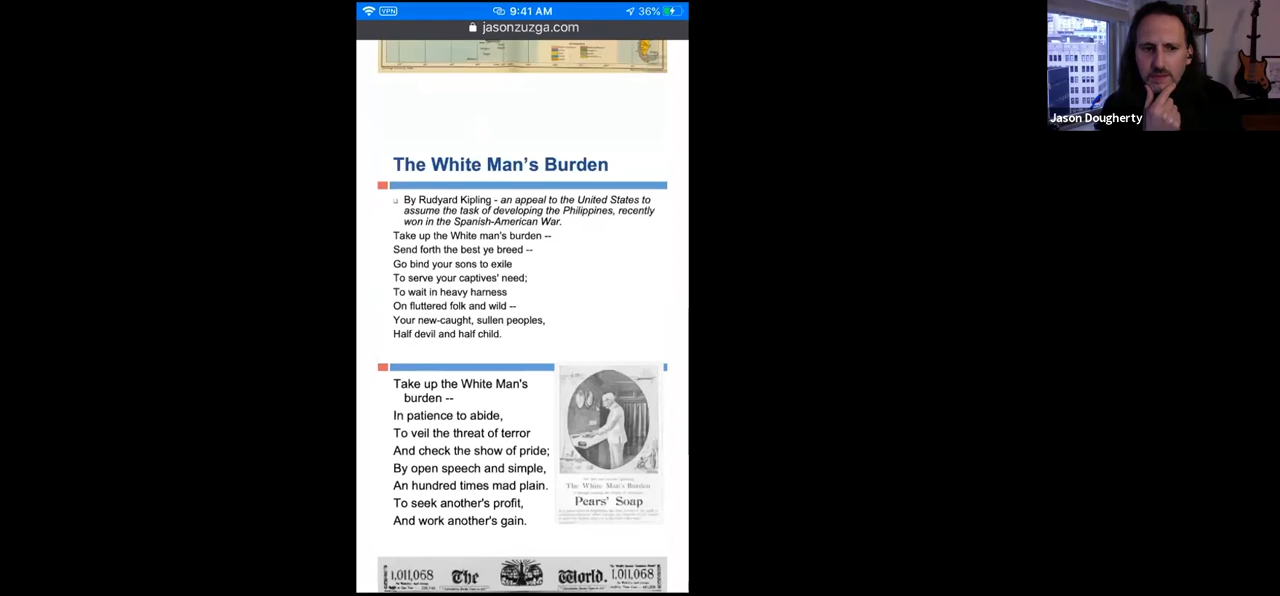 VPN
9:41 AM
36%
jasonzuzga.com
Jason Dougherty
The White Man's Burden
By Rudyard Kipling - an appeal to the United States to
assume the task of developing the Philippines, recently
won in the Spanish-American War.
Take up the White man's burden --
Send forth the best ye breed --
Go bind your sons to exile
To serve your captives' need;
To wait in heavy harness
On fluttered folk and wild --
Your new-caught, sullen peoples,
Half devil and half child.
Take up the White Man's
burden --
In patience to abide,
To veil the threat of terror
And check the show of pride;
By open speech and simple,
An hundred times mad plain.
To seek another's profit,
And work another's gain.
The White Man's Burden
Pears' Soap
1,011,068 The World. 1,011,068